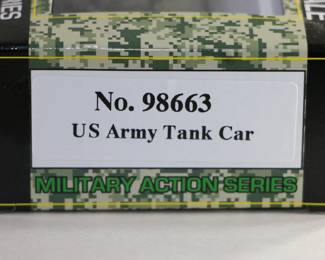 No. 98663
US Army Tank Car
MILITARY ACTION SERIES